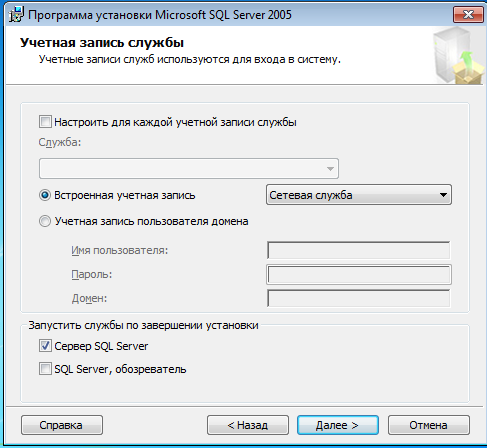 Программа установки Microsoft SQL Server 2005
Учетная запись службы
Учетные записи служб используются для входа в систему.
Настроить для каждой учетной записи службы
Служба:
Встроенная учетная запись
Сетевая служба
Учетная запись пользователя домена
Имя пользователя:
Пароль:
Домен:
Запустить службы по завершении установки
Сервер SQL Server
SQL Server, обозреватель
Справка
< Назад
Далее >
Отмена